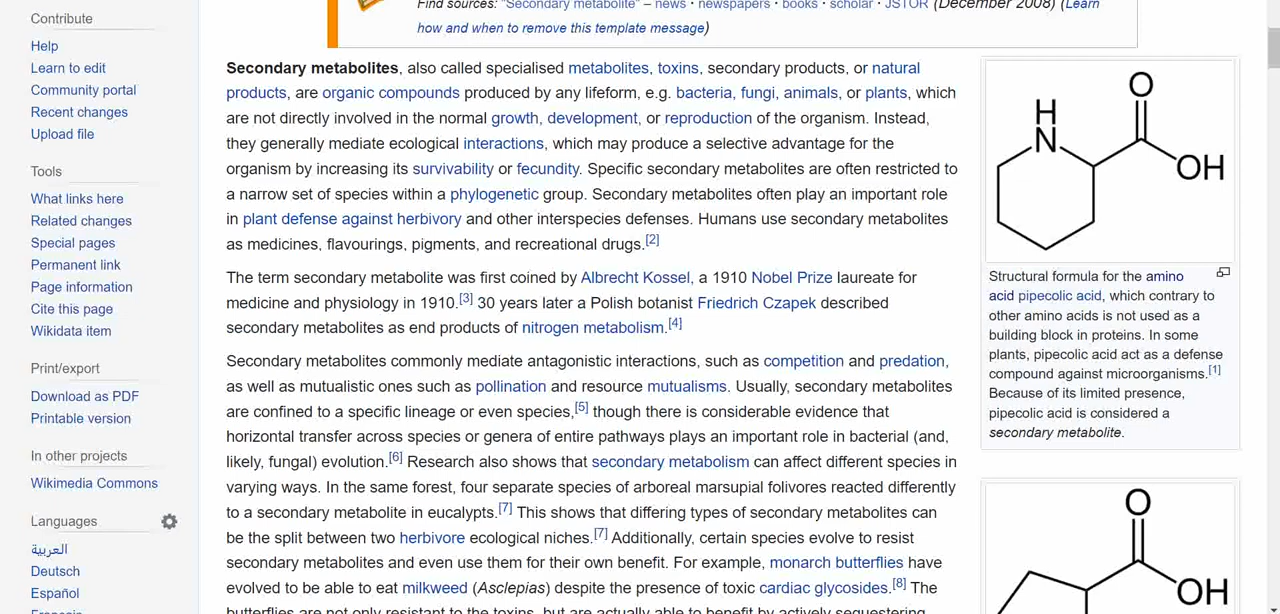 Contribute
Help
Learn to edit
Community portal
Recent changes
Upload file
Tools
What links here
Related changes
Special pages
Permanent link
Page information
Cite this page
Wikidata item
Print/export
Download as PDF
Printable version
In other projects
Wikimedia Commons
Languages
العربية
Deutsch
Español
Find sources: "Secondary metabolite" – news · newspapers · books · scholar · JSTOR (December 2008) (Learn
how and when to remove this template message)
Secondary metabolites, also called specialised metabolites, toxins, secondary products, or natural
products, are organic compounds produced by any lifeform, e.g. bacteria, fungi, animals, or plants, which
are not directly involved in the normal growth, development, or reproduction of the organism. Instead,
they generally mediate ecological interactions, which may produce a selective advantage for the
organism by increasing its survivability or fecundity. Specific secondary metabolites are often restricted to
a narrow set of species within a phylogenetic group. Secondary metabolites often play an important role
in plant defense against herbivory and other interspecies defenses. Humans use secondary metabolites
as medicines, flavourings, pigments, and recreational drugs.[2]
The term secondary metabolite was first coined by Albrecht Kossel, a 1910 Nobel Prize laureate for
medicine and physiology in 1910.[3] 30 years later a Polish botanist Friedrich Czapek described
secondary metabolites as end products of nitrogen metabolism.[4]
Secondary metabolites commonly mediate antagonistic interactions, such as competition and predation,
as well as mutualistic ones such as pollination and resource mutualisms. Usually, secondary metabolites
are confined to a specific lineage or even species,[5] though there is considerable evidence that
horizontal transfer across species or genera of entire pathways plays an important role in bacterial (and,
likely, fungal) evolution.[6] Research also shows that secondary metabolism can affect different species in
varying ways. In the same forest, four separate species of arboreal marsupial folivores reacted differently
to a secondary metabolite in eucalypts.[7] This shows that differing types of secondary metabolites can
be the split between two herbivore ecological niches.[7] Additionally, certain species evolve to resist
secondary metabolites and even use them for their own benefit. For example, monarch butterflies have
evolved to be able to eat milkweed (Asclepias) despite the presence of toxic cardiac glycosides.[8] The
butterflies are not only resistant to the toxins, but are actually able to benefit by actively sequestering
O
H
N
OH
Structural formula for the amino
acid pipecolic acid, which contrary to
other amino acids is not used as a
building block in proteins. In some
plants, pipecolic acid act as a defense
compound against microorganisms.[1]
Because of its limited presence,
pipecolic acid is considered a
secondary metabolite.
O
OH